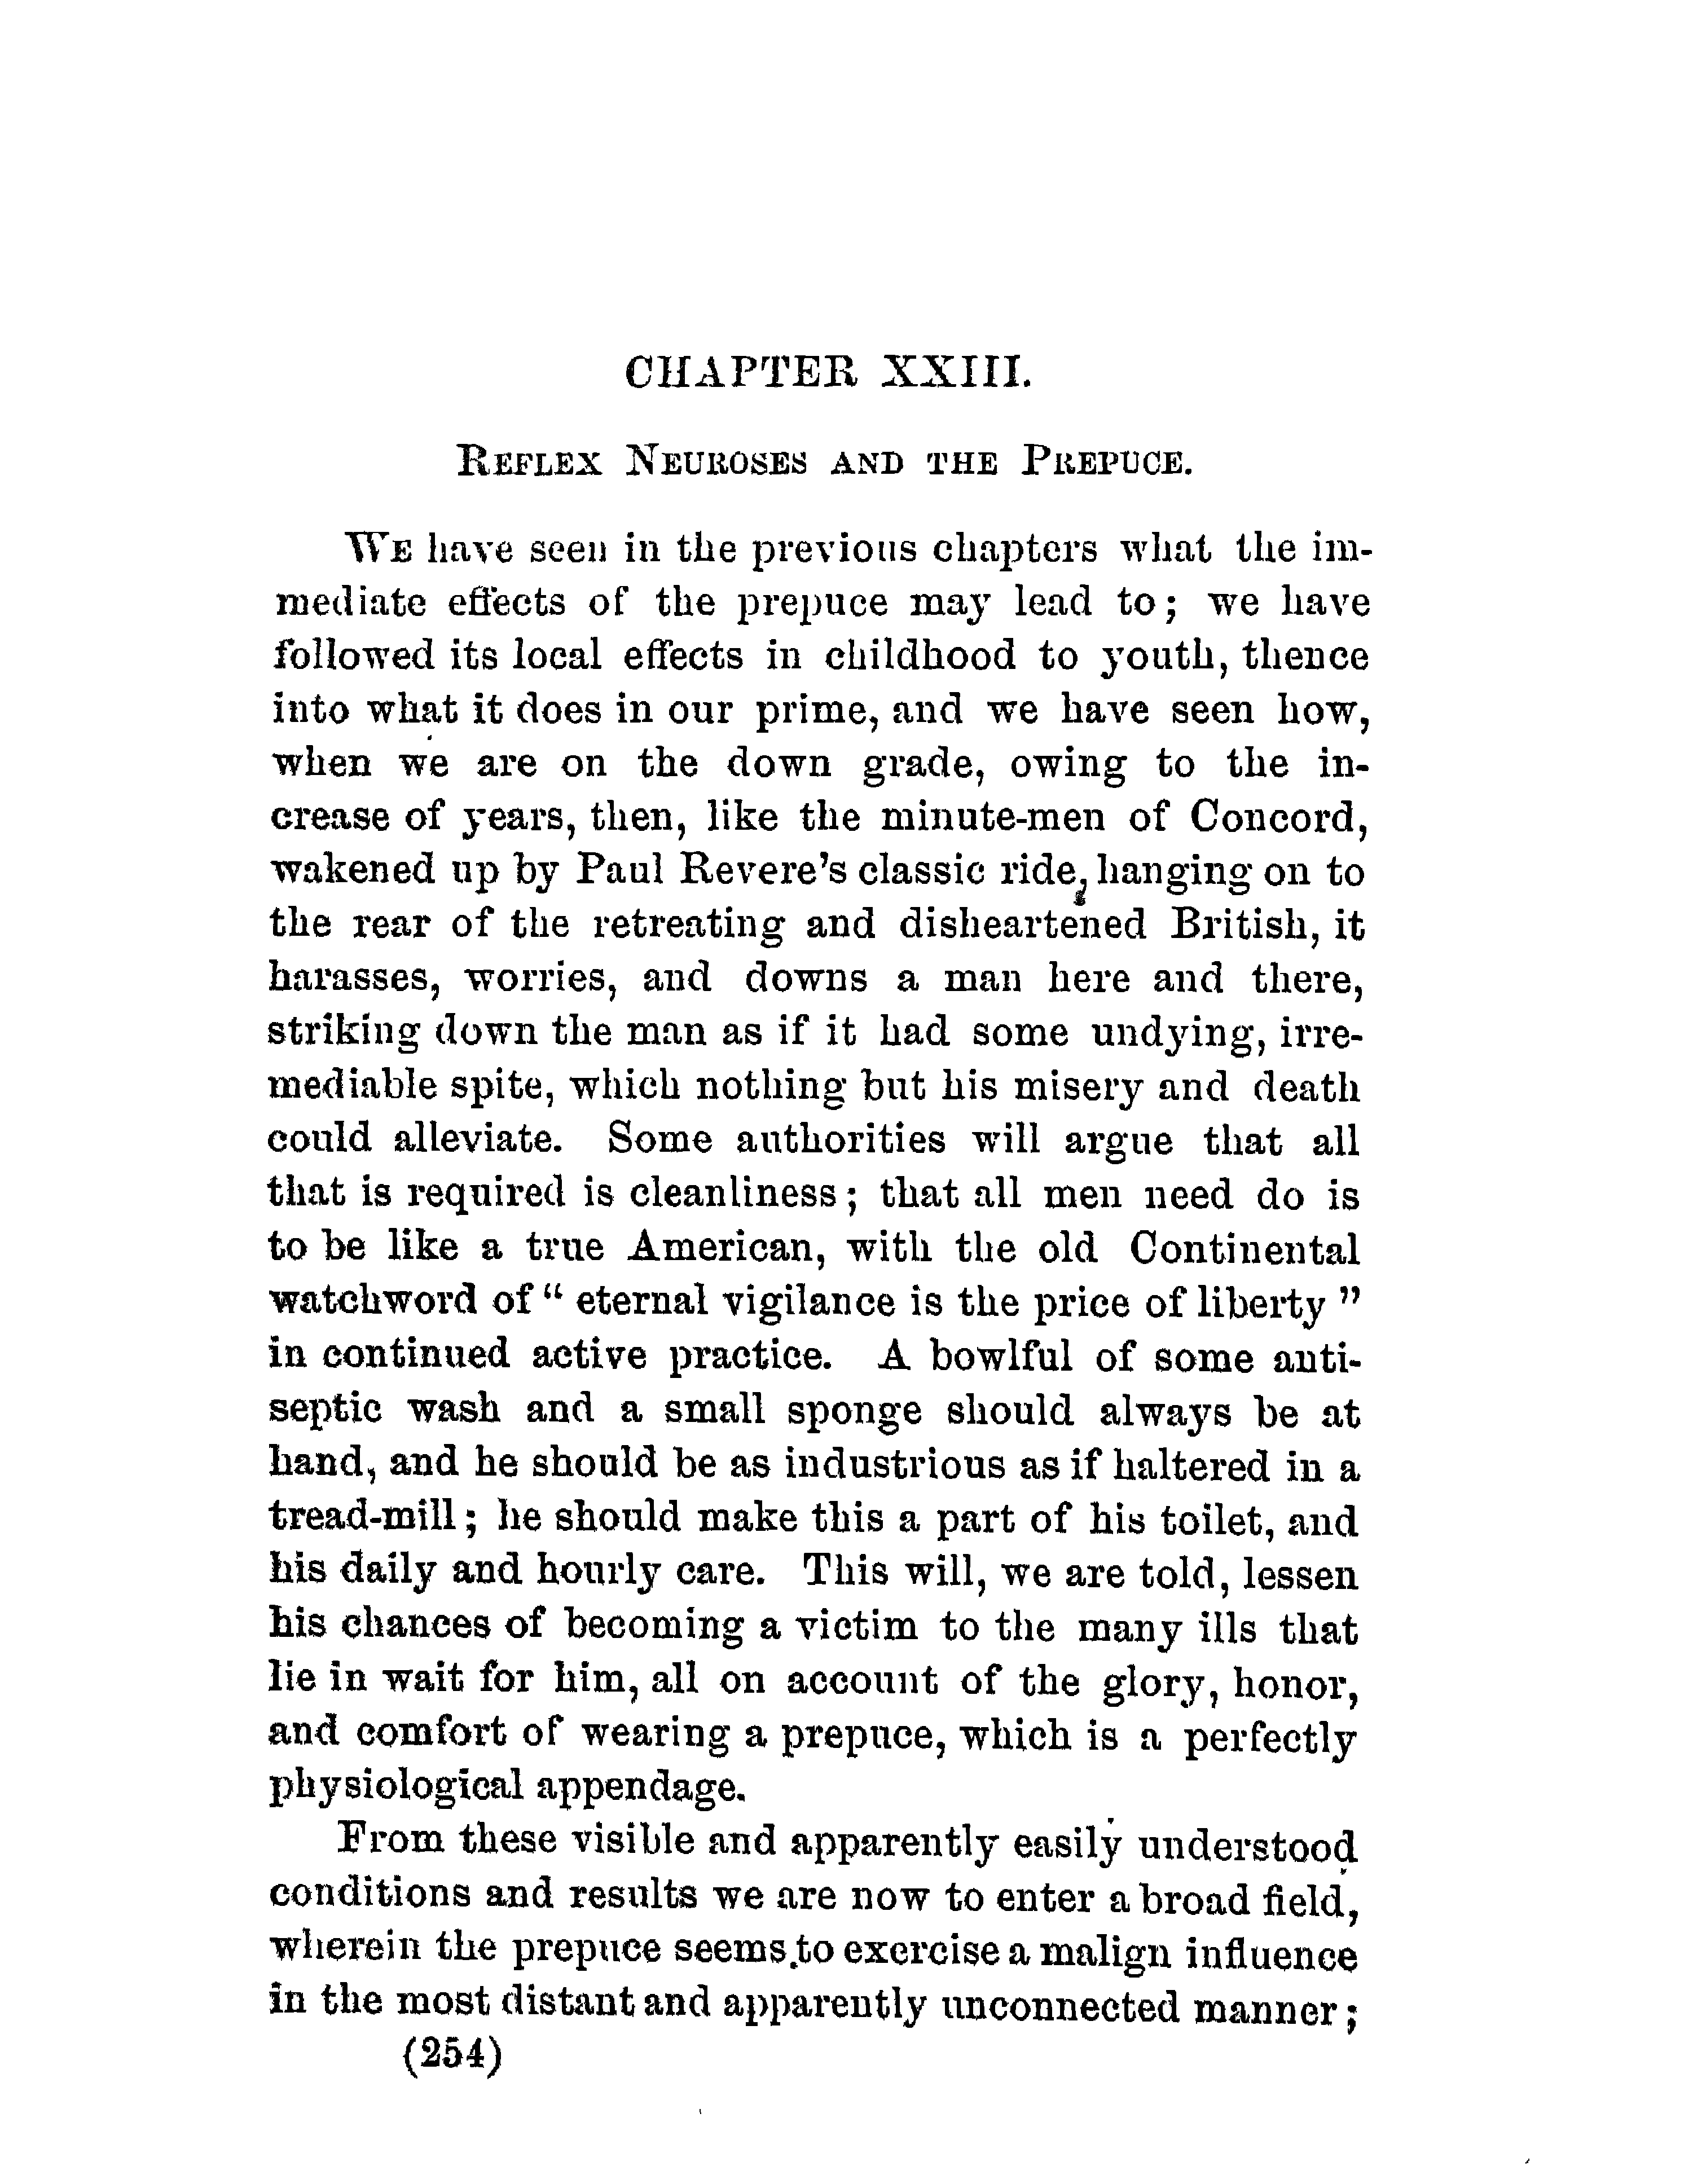 CHAPTER XXIII.
REFLEX NEUROSES AND THE PREPUCE.
WE have seen in the previous chapters what the im-
mediate effects of the prepuce may lead to; we have
followed its local effects in childhood to youth, thence
into what it does in our prime, and we have seen how,
when we are on the down grade, owing to the in-
crease of years, then, like the minute-men of Concord,
wakened up by Paul Revere's classic ride, hanging on to
the rear of the retreating and disheartened British, it
harasses, worries, and downs a man here and there,
striking down the man as if it had some undying, irre-
mediable spite, which nothing but his misery and death
could alleviate. Some authorities will argue that all
that is required is cleanliness; that all men need do is
to be like a true American, with the old Continental
watchword of "eternal vigilance is the price of liberty"
in continued active practice. A bowlful of some anti-
septic wash and a small sponge should always be at
hand, and he should be as industrious as if haltered in a
tread-mill; he should make this a part of his toilet, and
his daily and hourly care. This will, we are told, lessen
his chances of becoming a victim to the many ills that
lie in wait for him, all on account of the glory, honor,
and comfort of wearing a prepuce, which is a perfectly
physiological appendage.
From these visible and apparently easily understood
conditions and results we are now to enter a broad field,
wherein the prepuce seems to exercise a malign influence
in the most distant and apparently unconnected manner;
(254)